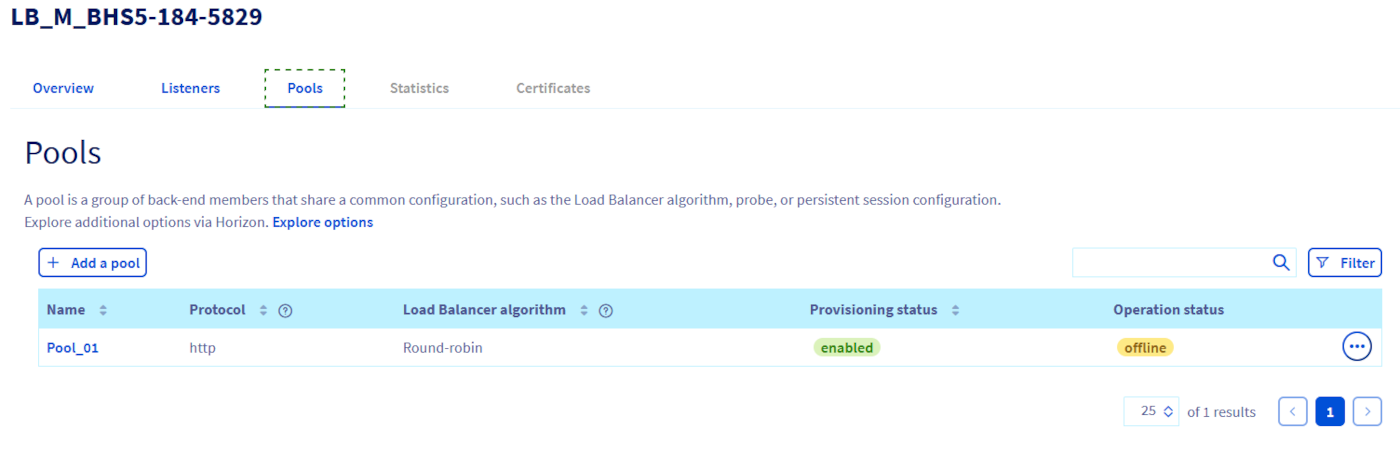 LB_M_BHS5-184-5829
Overview Listeners Pools Statistics Certificates
Pools
A pool is a group of back-end members that share a common configuration, such as the Load Balancer algorithm, probe, or persistent session configuration.
Explore additional options via Horizon. Explore options
+ Add a pool Filter
Name Protocol ? Load Balancer algorithm ? Provisioning status Operation status
Pool_01 http Round-robin enabled offline
25 of 1 results 1